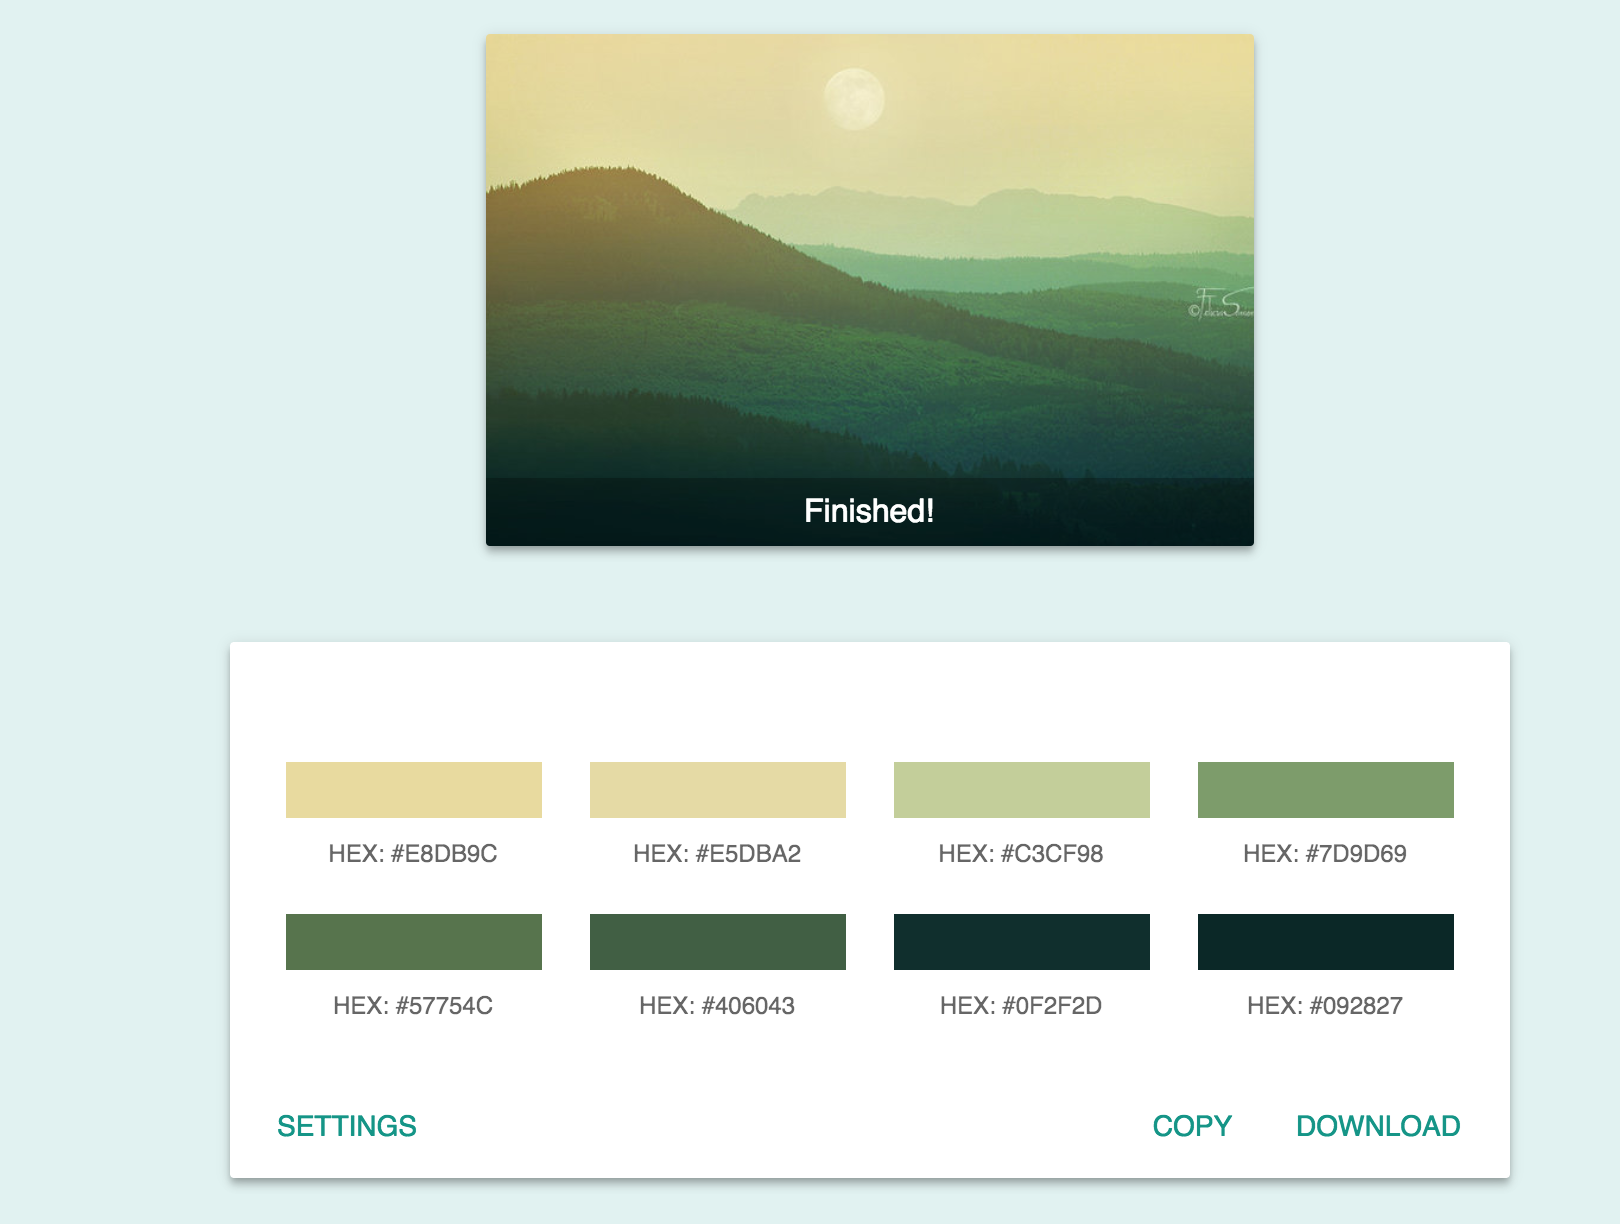 Finished!
HEX: #E8DB9C
HEX: #E5DBA2
HEX: #C3CF98
HEX: #7D9D69
HEX: #57754C
HEX: #406043
HEX: #0F2F2D
HEX: #092827
SETTINGS
COPY
DOWNLOAD